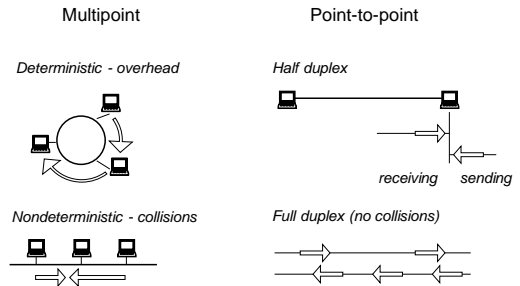 Multipoint
Point-to-point
Deterministic - overhead
Half duplex
receiving sending
Nondeterministic - collisions
Full duplex (no collisions)